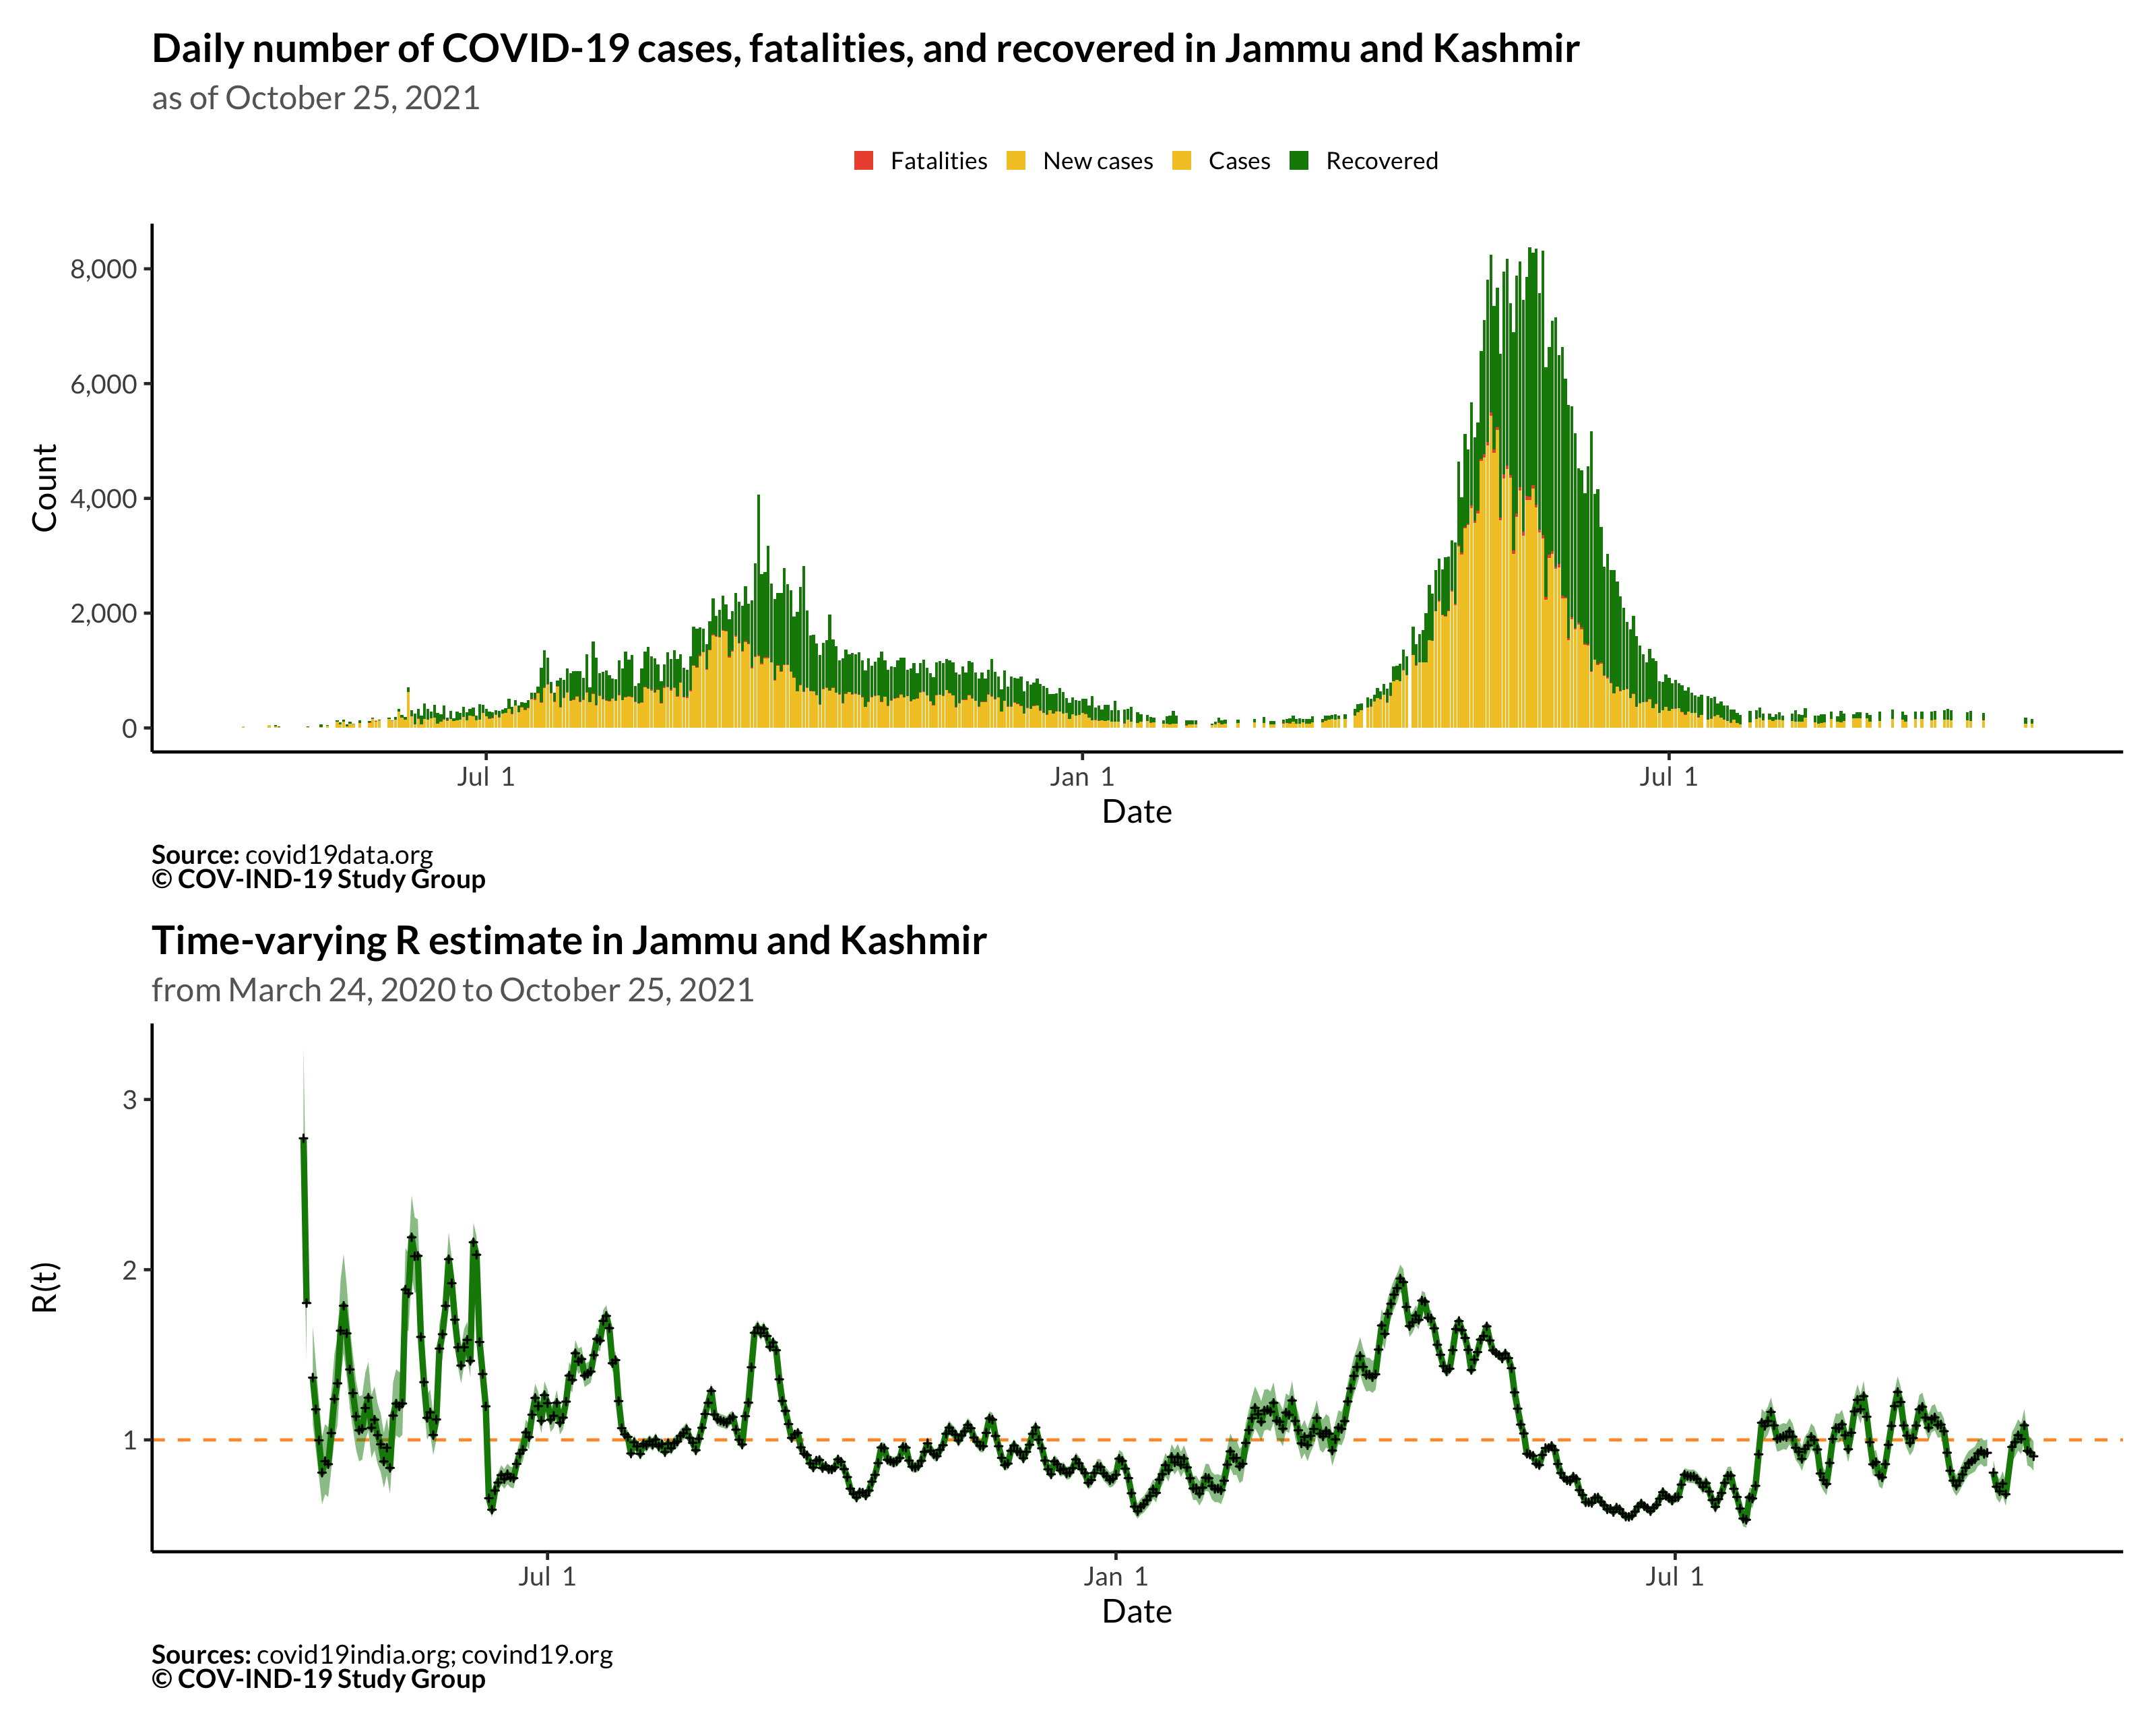 Daily number of COVID-19 cases, fatalities, and recovered in Jammu and Kashmir
as of October 25, 2021
Fatalities New cases Cases Recovered
Count
8,000
6,000
4,000
2,000
0
Jul 1 Jan 1 Jul 1
Date
Source: covid19data.org
© COV-IND-19 Study Group
Time-varying R estimate in Jammu and Kashmir
from March 24, 2020 to October 25, 2021
R(t)
3
2
1
Jul 1 Jan 1 Jul 1
Date
Sources: covid19india.org; covind19.org
© COV-IND-19 Study Group